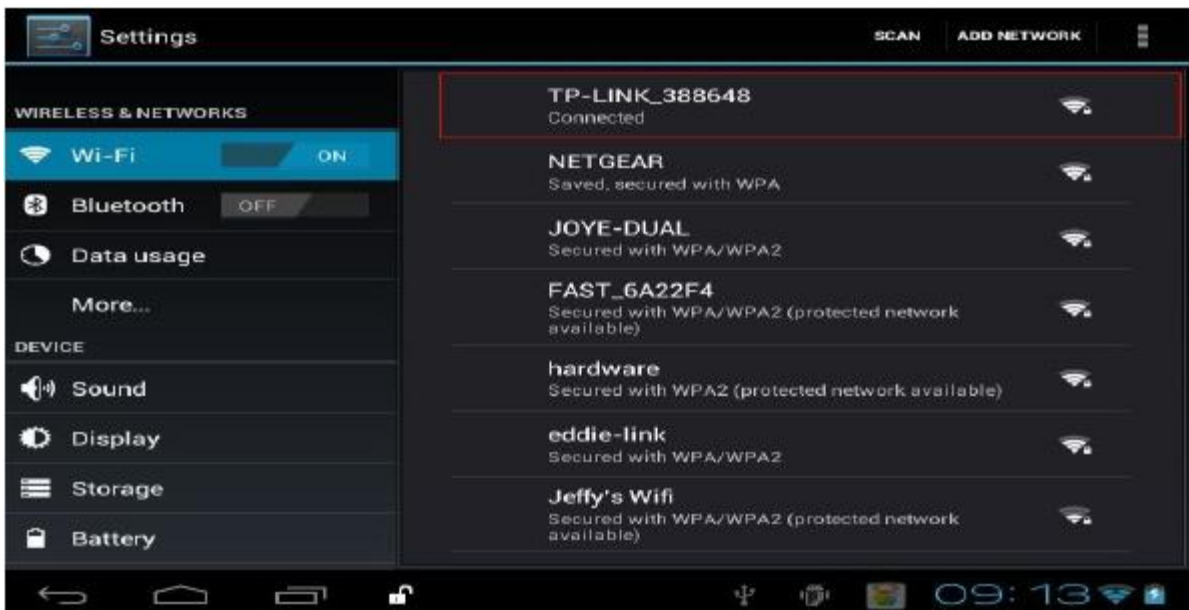 Settings
SCAN
ADD NETWORK
WIRELESS & NETWORKS
Wi-Fi
ON
Bluetooth
OFF
Data usage
More...
DEVICE
Sound
Display
Storage
Battery
TP-LINK_388648
Connected
NETGEAR
Saved, secured with WPA
JOYE-DUAL
Secured with WPA/WPA2
FAST_6A22F4
Secured with WPA/WPA2 (protected network
available)
hardware
Secured with WPA2 (protected network available)
eddie-link
Secured with WPA/WPA2
Jeffy's Wifi
Secured with WPA/WPA2 (protected network
available)
09:13